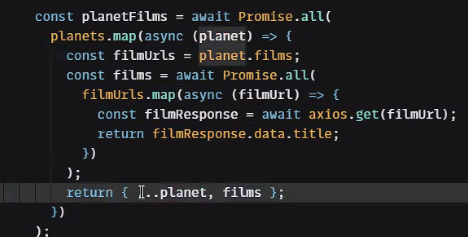 const planetFilms = await Promise.all(
planets.map(async (planet) => {
const filmUrls = planet.films;
const films = await Promise.all(
filmUrls.map(async (filmUrl) => {
const filmResponse = await axios.get(filmUrl);
return filmResponse.data.title;
})
);
return { ...planet, films };
})
);